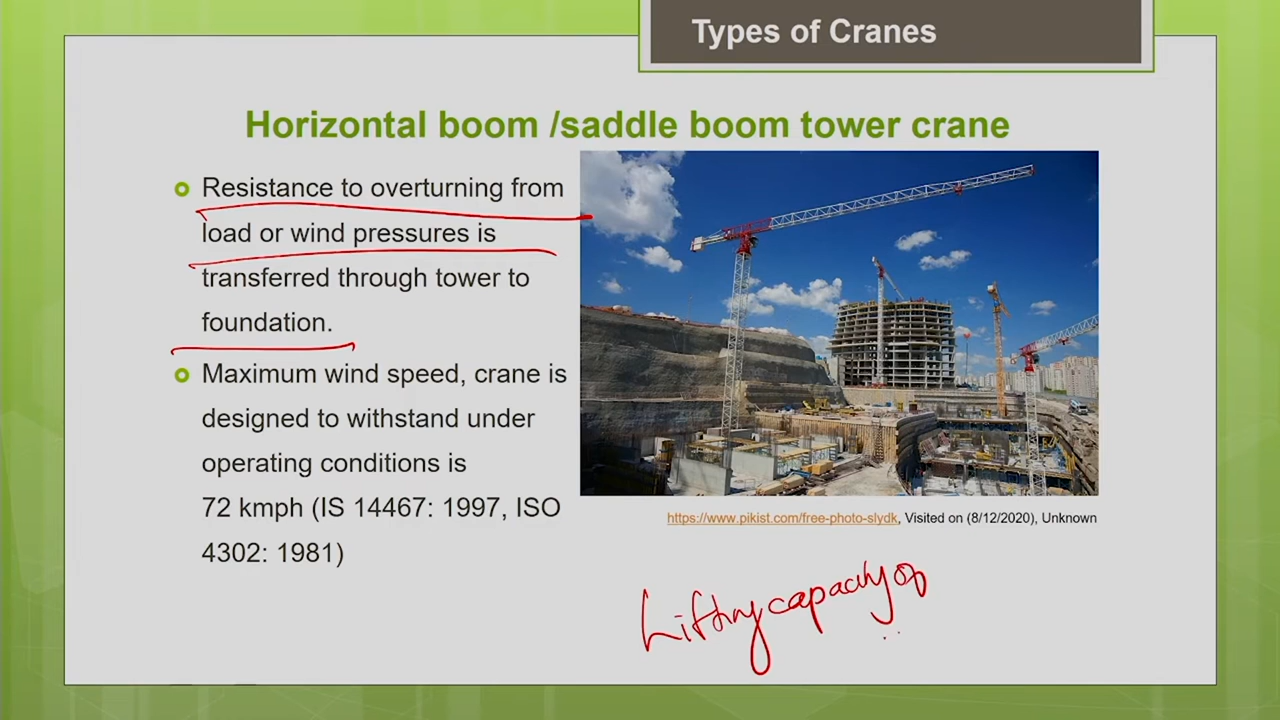 Types of Cranes
Horizontal boom /saddle boom tower crane
Resistance to overturning from
load or wind pressures is
transferred through tower to
foundation.
Maximum wind speed, crane is
designed to withstand under
operating conditions is
72 kmph (IS 14467: 1997, ISO
4302: 1981)
https://www.pikist.com/free-photo-slydk, Visited on (8/12/2020), Unknown
Lifting capacity of